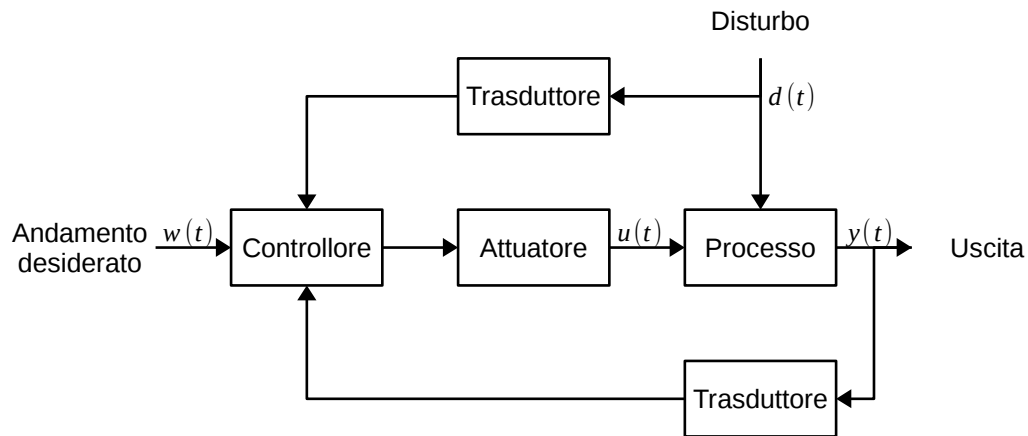 Disturbo
Trasduttore
d(t)
Andamento
desiderato
w(t)
Controllore
Attuatore
u(t)
Processo
y(t)
Uscita
Trasduttore